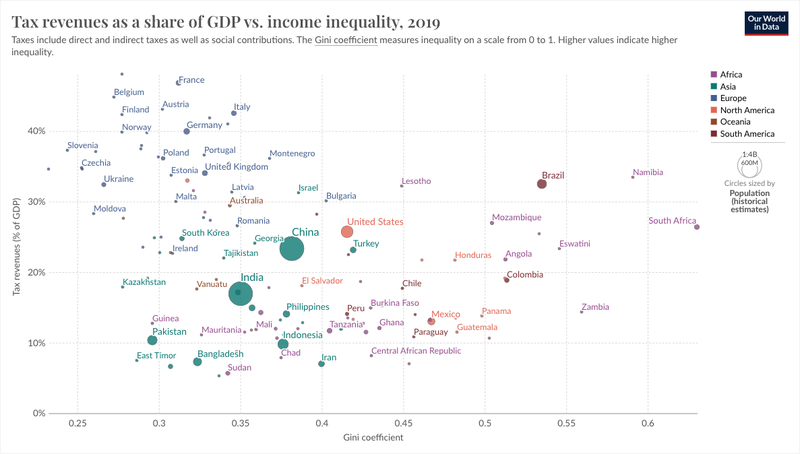 Tax revenues as a share of GDP vs. income inequality, 2019
Our World
in Data
Taxes include direct and indirect taxes as well as social contributions. The Gini coefficient measures inequality on a scale from 0 to 1. Higher values indicate higher
inequality.
Africa
Asia
Europe
North America
Oceania
South America
1:4B
600M
Circles sized by
Population
(historical
estimates)
Tax revenues (% of GDP)
40%
30%
20%
10%
0%
France
Belgium
Austria
Finland
Italy
Norway
Germany
Slovenia
Poland
Portugal
Montenegro
Czechia
Estonia
United Kingdom
Ukraine
Latvia
Israel
Lesotho
Brazil
Namibia
Malta
Australia
Bulgaria
Moldova
Romania
United States
Mozambique
South Africa
South Korea
Georgia
China
Turkey
Eswatini
Ireland
Tajikistan
Honduras
Angola
Kazakhstan
Vanuatu
India
El Salvador
Chile
Colombia
Guinea
Philippines
Peru
Burkina Faso
Mexico
Panama
Zambia
Pakistan
Mauritania
Mali
Tanzania
Ghana
Paraguay
Guatemala
Indonesia
East Timor
Bangladesh
Chad
Iran
Central African Republic
Sudan
0.25
0.3
0.35
0.4
0.45
0.5
0.55
0.6
Gini coefficient